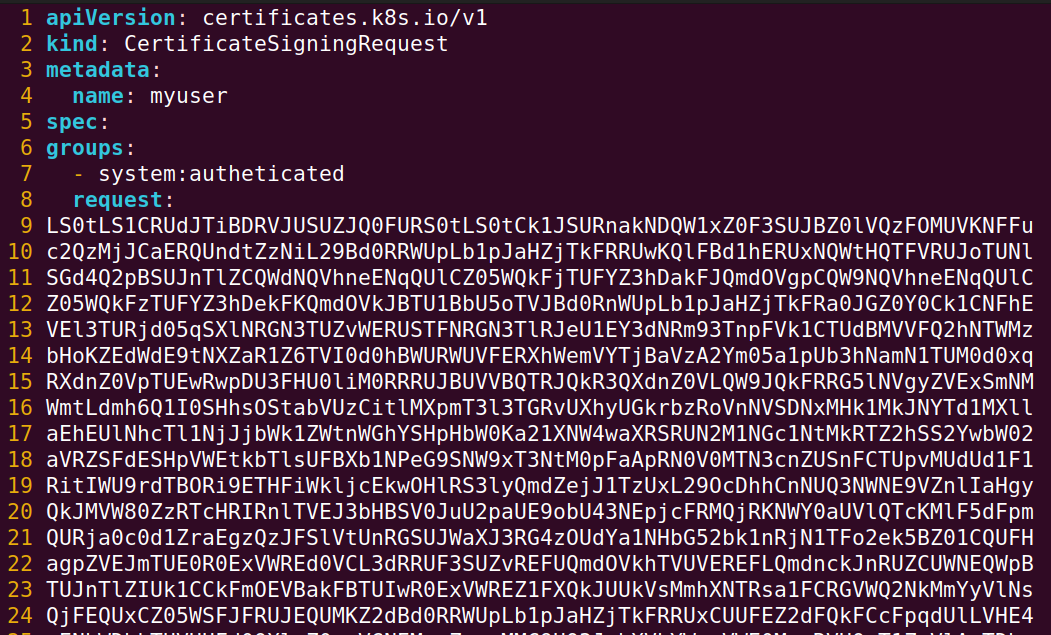 1 apiVersion: certificates.k8s.io/v1
2 kind: CertificateSigningRequest
3 metadata:
4   name: myuser
5 spec:
6 groups:
7   - system:autheticated
8   request:
9 LS0tLS1CRUdJTiBDRVJUSUZJQ0FURS0tLS0tCk1JSURnakNDQW1xZ0F3SUJBZ0lVQzFOMUVKNFFu
10 c2QzMjJCaERQUndtZzNiL29Bd0RRWUpLb1pJaHZjTkFRRUwKQlFBd1hERUxNQWtHQTFVRUJoTUNl
11 SGd4Q2pBSUJnTlZCQWdNQVhneENqQUlCZ05WQkFjTUFYZ3hDakFJQmdOVgpCQW9NQVhneENqQUlC
12 Z05WQkFzTUFYZ3hDekFKQmdOVkJBTU1BbU5oTVJBd0RnWUpLb1pJaHZjTkFRa0JGZ0Y0Ck1CNFhE
13 VEl3TURjd05qSXlNRGN3TUZvWERUSTFNRGN3TlRJeU1EY3dNRm93TnpFVk1CTUdBMVVFQ2hNTWMz
14 bHoKZEdWdE9tNXZaR1Z6TVI0d0hBWURWUVFERXhWemVYTjBaVzA2Ym05a1pUb3hNamN1TUM0d0xq
15 RXdnZ0VpTUEwRwpDU3FHU0liM0RRRUJBUVVBQTRJQkR3QXdnZ0VLQW9JQkFRRG5lNVgyZVExSmNM
16 WmtLdmh6Q1I0SHhsOStabVUzCitlMXpmT3l3TGRvUXhyUGkrbzRoVnNVSDNxMHk1MkJNYTd1MXll
17 aEhEUlNhcTl1NjJjbWk1ZWtnWGhYSHpHbW0Ka21XNW4waXRSRUN2M1NGc1NtMkRTZ2hSS2YwbW02
18 aVRZSFdESHpVWEtkbTlsUFBXb1NPeG9SNW9xT3NtM0pFaApRN0V0MTN3cnZUSnFCTUpvMUdUd1F1
19 RitIWU9rdTBORi9ETHFiWkljcEkwOHlRS3lyQmdZejJ1TzUxL29OcDhhCnNUQ3NWNE9VZnlIaHgy
20 QkJMVW80ZzRTcHRIRnlTVEJ3bHBSV0JuU2paUE9obU43NEpjcFRMQjRKNWY0aUVlQTcKMlF5dFpm
21 QURja0c0d1ZraEgzQzJFSlVtUnRGSUJWaXJ3RG4zOUdYa1NHbG52bk1nRjN1TFo2ek5BZ01CQUFH
22 agpZVEJmTUE0R0ExVWREd0VCL3dRRUF3SUZvREFUQmdOVkhTVUVEREFLQmdnckJnRUZCUWNEQWpB
23 TUJnTlZIUk1CCkFmOEVBakFBTUIwR0ExVWREZ1FXQkJUUkVsMmhXNTRsa1FCRGVWQ2NkMmYyVlNs
24 QjFEQUxCZ05WSFJFRUJEQUMKZ2dBd0RRWUpLb1pJaHZjTkFRRUxCUUFEZ2dFQkFCcFpqdUlLVHE4